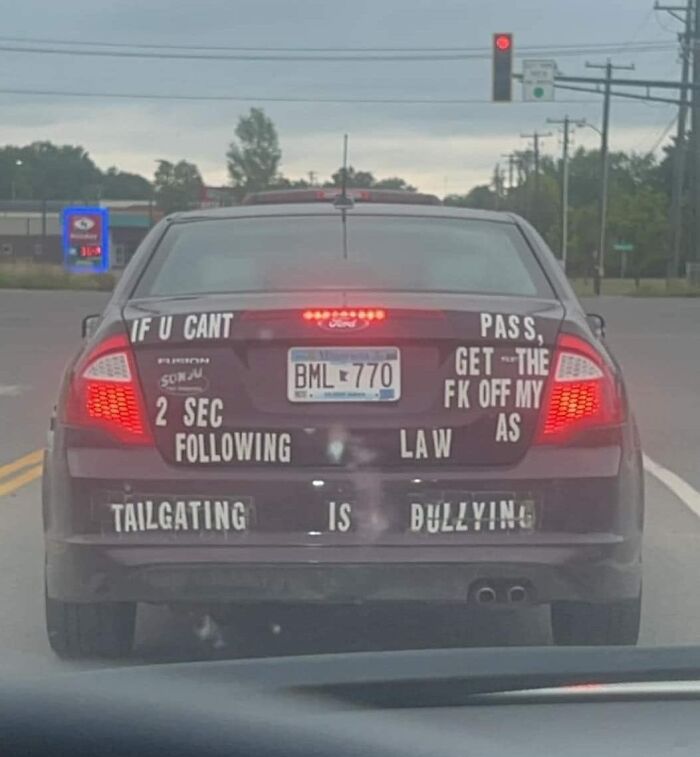 IF U CANT PASS,
GET THE
FK OFF MY
AS
Ford
FUSION
Minnesota
BML 770
2 SEC
FOLLOWING LAW
TAILGATING IS BULLYING